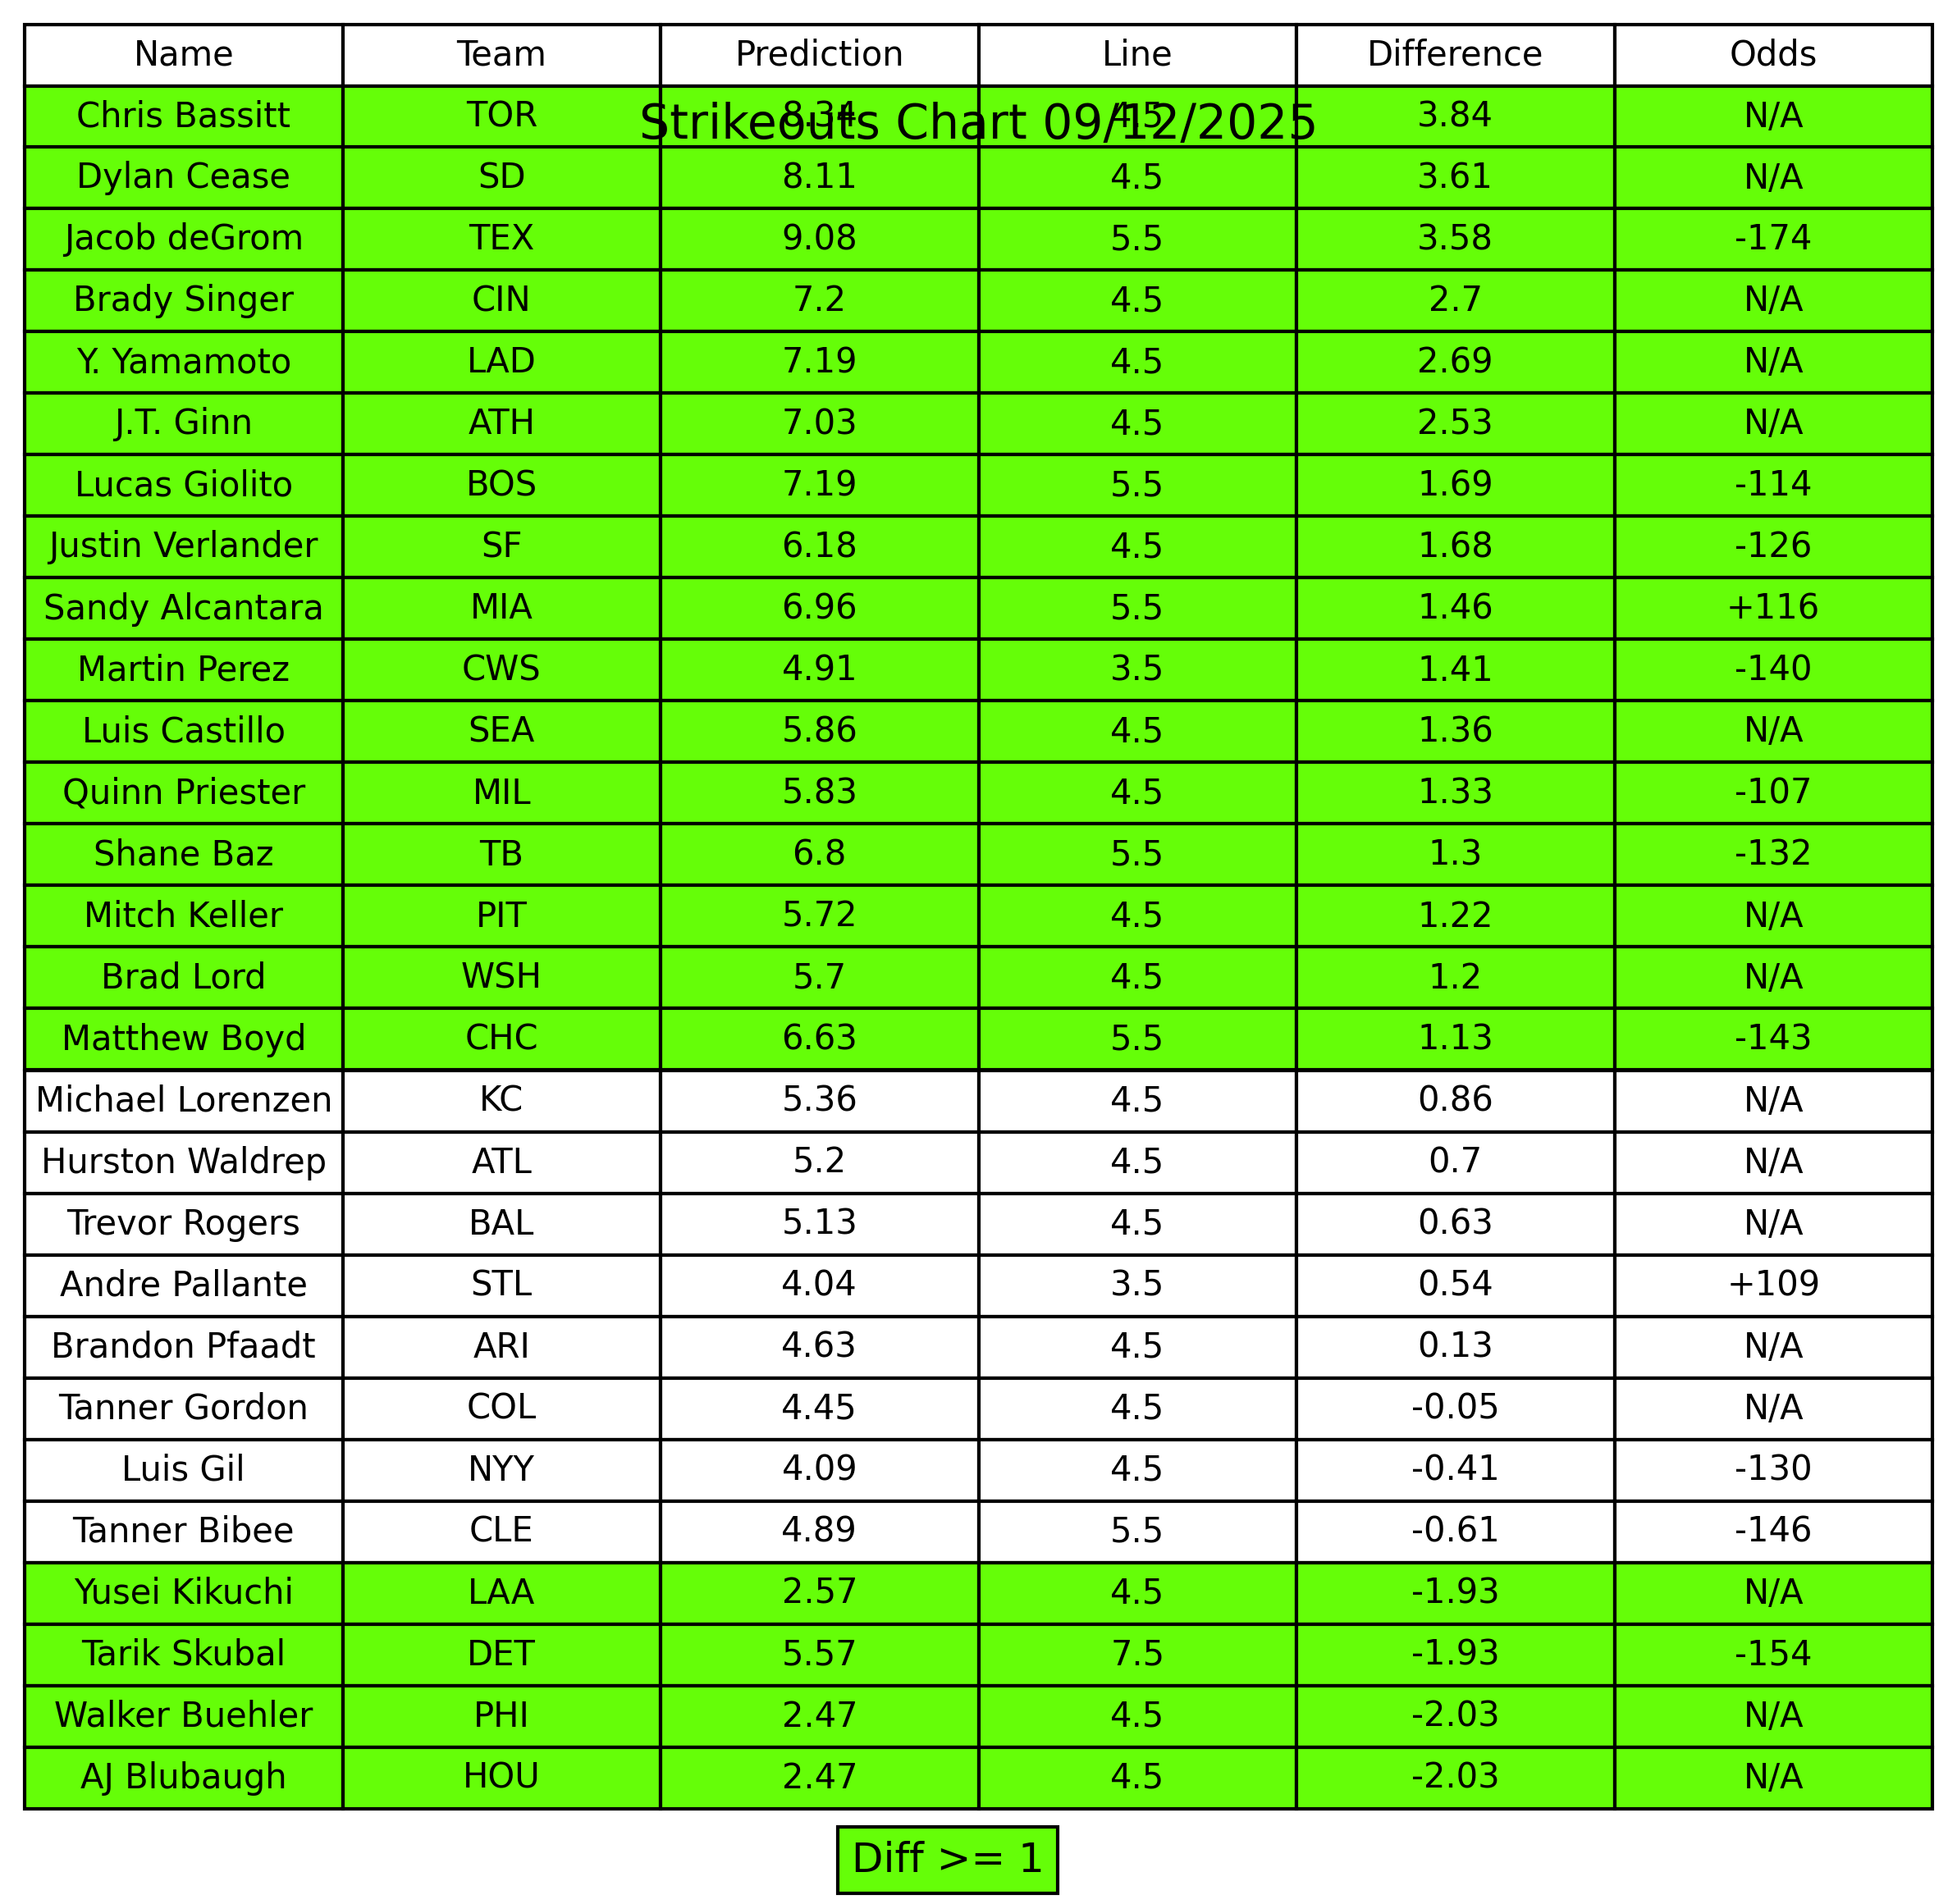 Name Team Prediction Line Difference Odds
Strikeouts Chart 09/12/2025
Chris Bassitt TOR 8.34 4.5 3.84 N/A
Dylan Cease SD 8.11 4.5 3.61 N/A
Jacob deGrom TEX 9.08 5.5 3.58 -174
Brady Singer CIN 7.2 4.5 2.7 N/A
Y. Yamamoto LAD 7.19 4.5 2.69 N/A
J.T. Ginn ATH 7.03 4.5 2.53 N/A
Lucas Giolito BOS 7.19 5.5 1.69 -114
Justin Verlander SF 6.18 4.5 1.68 -126
Sandy Alcantara MIA 6.96 5.5 1.46 +116
Martin Perez CWS 4.91 3.5 1.41 -140
Luis Castillo SEA 5.86 4.5 1.36 N/A
Quinn Priester MIL 5.83 4.5 1.33 -107
Shane Baz TB 6.8 5.5 1.3 -132
Mitch Keller PIT 5.72 4.5 1.22 N/A
Brad Lord WSH 5.7 4.5 1.2 N/A
Matthew Boyd CHC 6.63 5.5 1.13 -143
Michael Lorenzen KC 5.36 4.5 0.86 N/A
Hurston Waldrep ATL 5.2 4.5 0.7 N/A
Trevor Rogers BAL 5.13 4.5 0.63 N/A
Andre Pallante STL 4.04 3.5 0.54 +109
Brandon Pfaadt ARI 4.63 4.5 0.13 N/A
Tanner Gordon COL 4.45 4.5 -0.05 N/A
Luis Gil NYY 4.09 4.5 -0.41 -130
Tanner Bibee CLE 4.89 5.5 -0.61 -146
Yusei Kikuchi LAA 2.57 4.5 -1.93 N/A
Tarik Skubal DET 5.57 7.5 -1.93 -154
Walker Buehler PHI 2.47 4.5 -2.03 N/A
AJ Blubaugh HOU 2.47 4.5 -2.03 N/A
Diff >= 1